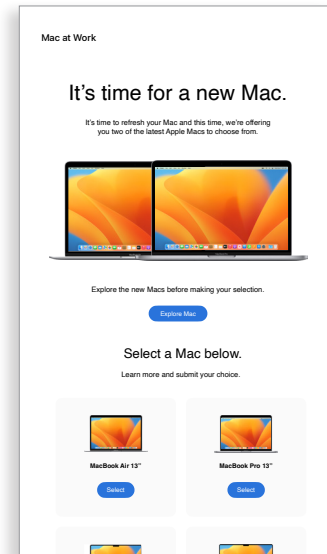 Mac at Work
It's time for a new Mac.
It's time to refresh your Mac and this time, we're offering
you two of the latest Apple Macs to choose from.
Explore the new Macs before making your selection.
Explore Mac
Select a Mac below.
Learn more and submit your choice.
MacBook Air 13"
MacBook Pro 13"
Select
Select